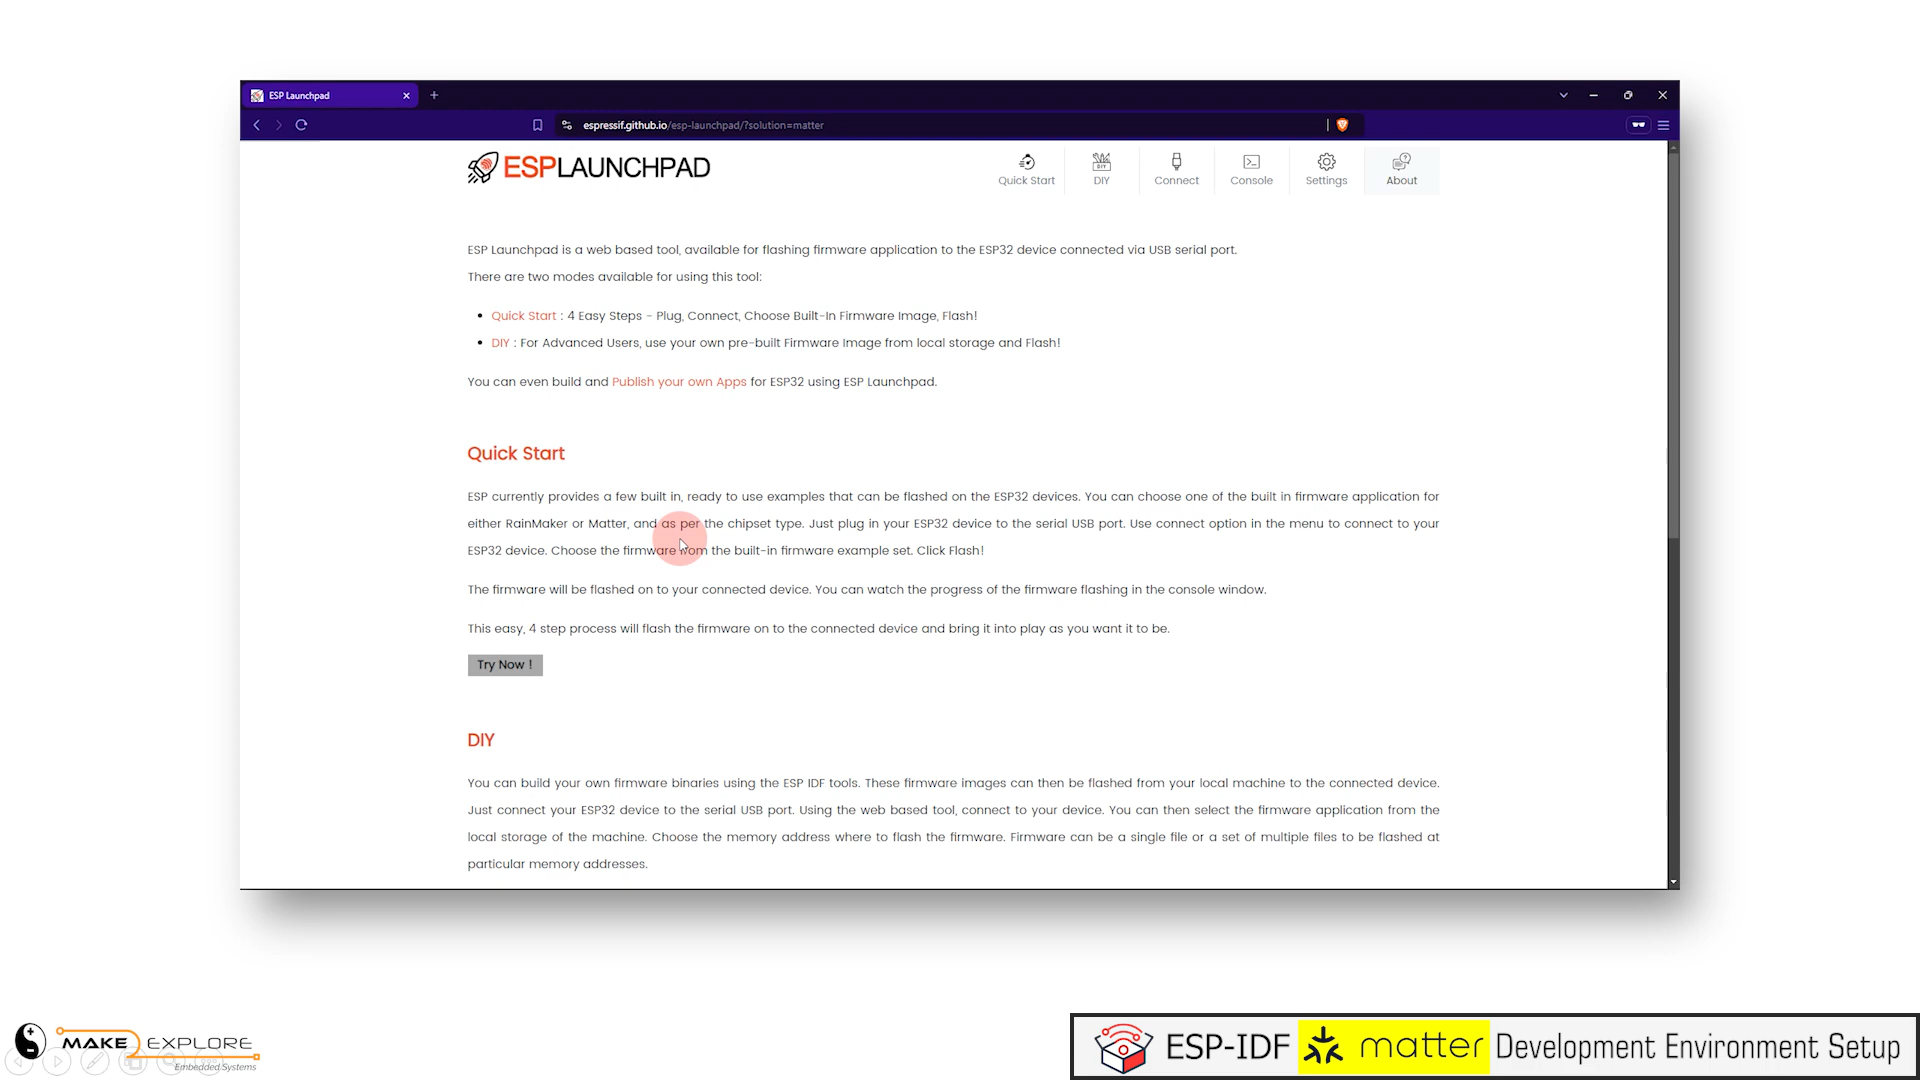 ESP Launchpad
espressif.github.io/esp-launchpad/?solution=matter
ESPLAUNCHPAD
Quick Start
DIY
DIY
Connect
Console
Settings
About
ESP Launchpad is a web based tool, available for flashing firmware application to the ESP32 device connected via USB serial port.
There are two modes available for using this tool:
• Quick Start : 4 Easy Steps - Plug, Connect, Choose Built-In Firmware Image, Flash!
• DIY : For Advanced Users, use your own pre-built Firmware Image from local storage and Flash!
You can even build and Publish your own Apps for ESP32 using ESP Launchpad.
Quick Start
ESP currently provides a few built in, ready to use examples that can be flashed on the ESP32 devices. You can choose one of the built in firmware application for
either RainMaker or Matter, and as per the chipset type. Just plug in your ESP32 device to the serial USB port. Use connect option in the menu to connect to your
ESP32 device. Choose the firmware from the built-in firmware example set. Click Flash!
The firmware will be flashed on to your connected device. You can watch the progress of the firmware flashing in the console window.
This easy, 4 step process will flash the firmware on to the connected device and bring it into play as you want it to be.
Try Now !
DIY
You can build your own firmware binaries using the ESP IDF tools. These firmware images can then be flashed from your local machine to the connected device.
Just connect your ESP32 device to the serial USB port. Using the web based tool, connect to your device. You can then select the firmware application from the
local storage of the machine. Choose the memory address where to flash the firmware. Firmware can be a single file or a set of multiple files to be flashed at
particular memory addresses.
MAKE EXPLORE
Embedded Systems
ESP-IDF matter Development Environment Setup